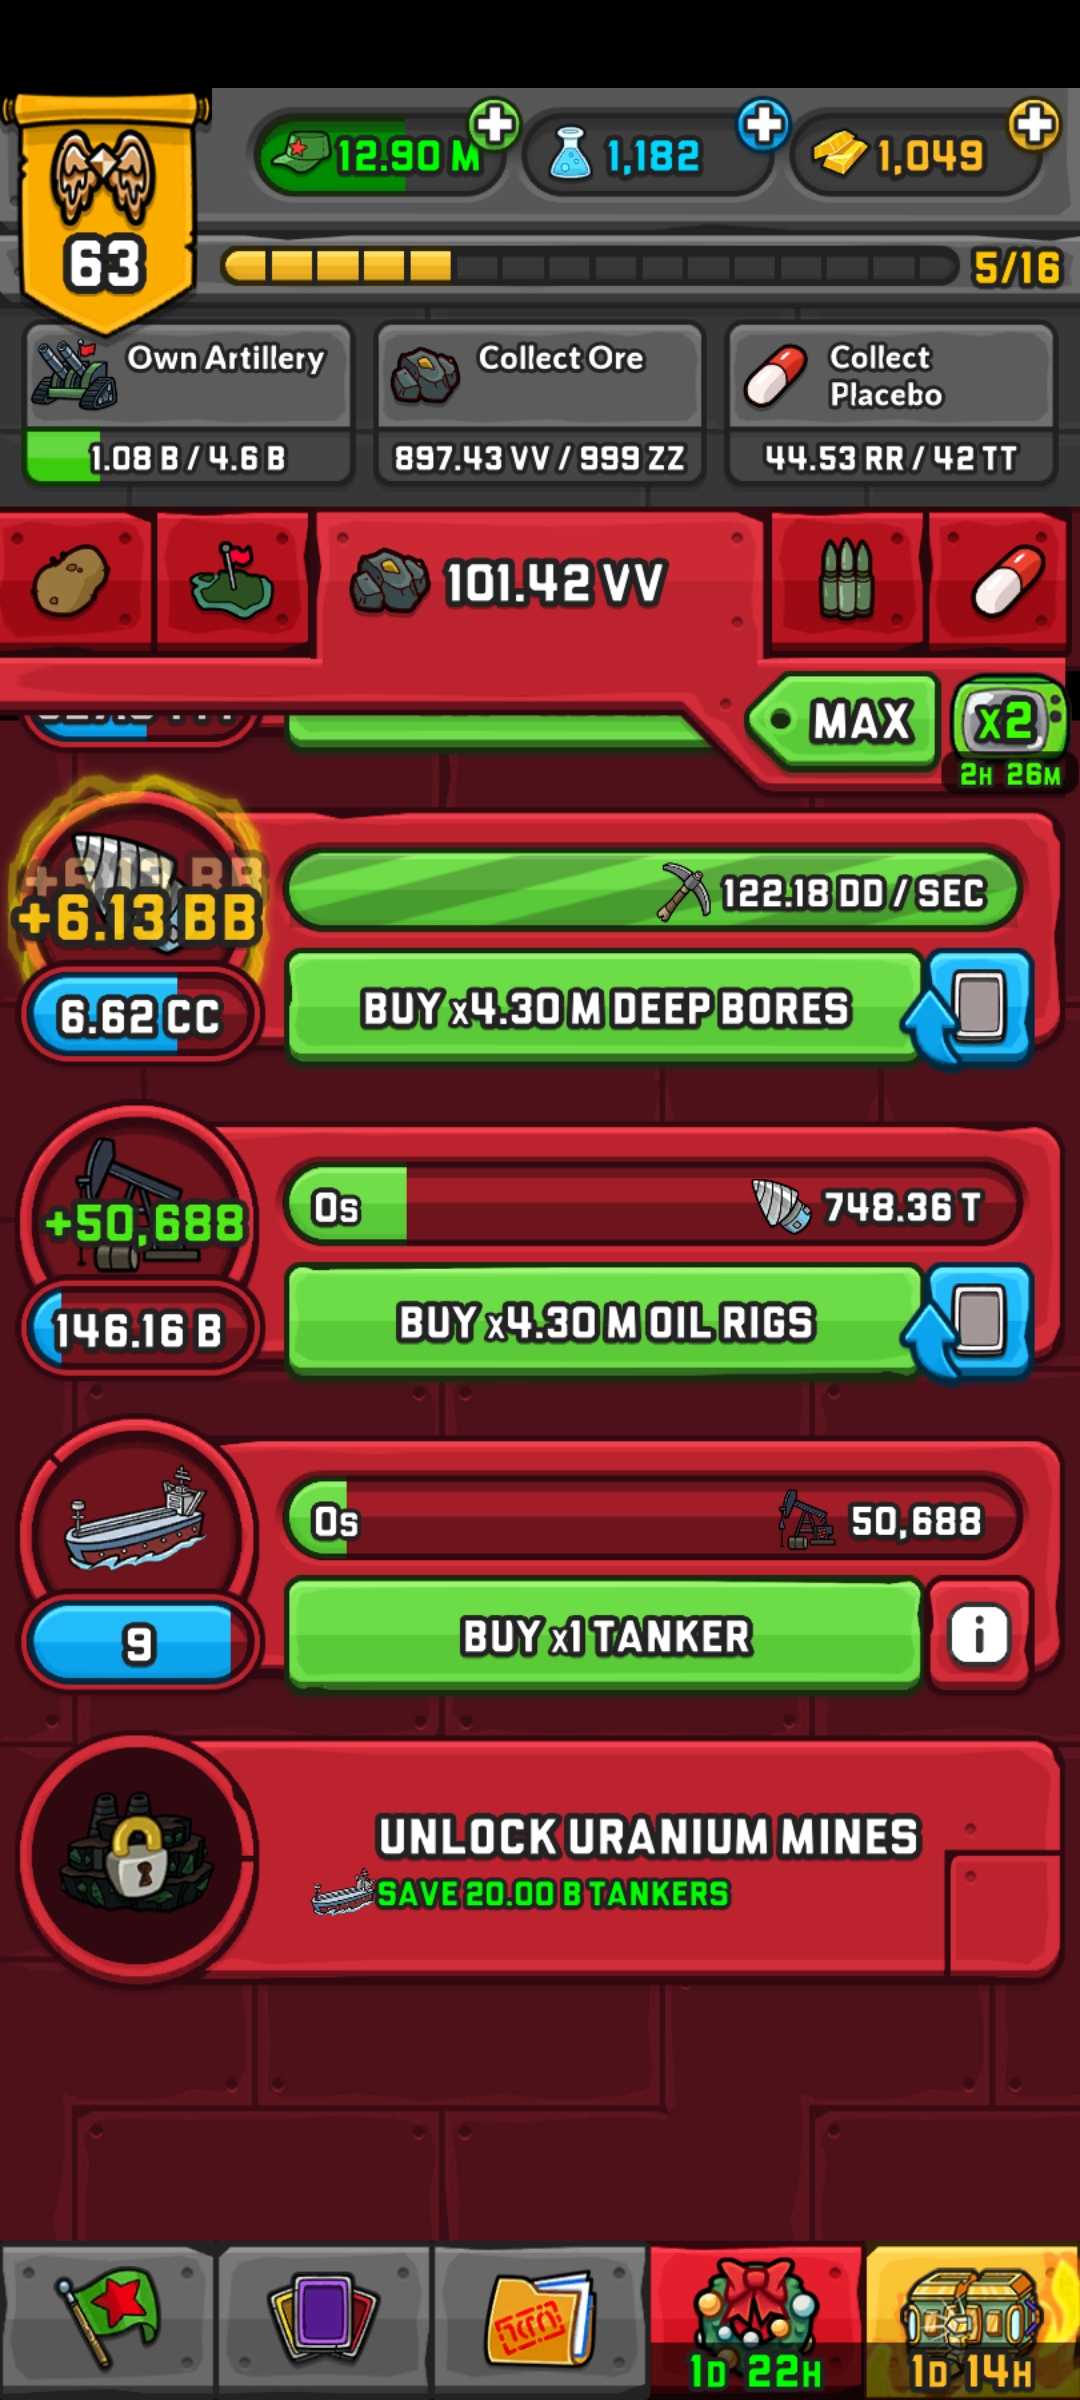 12.90 M
1,182
1,049
63
5/16
Own Artillery
1.08 B / 4.6 B
Collect Ore
897.43 VV / 999 ZZ
Collect
Placebo
44.53 RR / 42 TT
101.42 VV
MAX
x2
2H 26M
+6.13 BB
+6.13 BB
122.18 DD / SEC
6.62 CC
BUY x4.30 M DEEP BORES
+50,688
0s
748.36 T
146.16 B
BUY x4.30 M OIL RIGS
0s
50,688
9
BUY x1 TANKER
i
UNLOCK URANIUM MINES
SAVE 20.00 B TANKERS
1D 22H
1D 14H